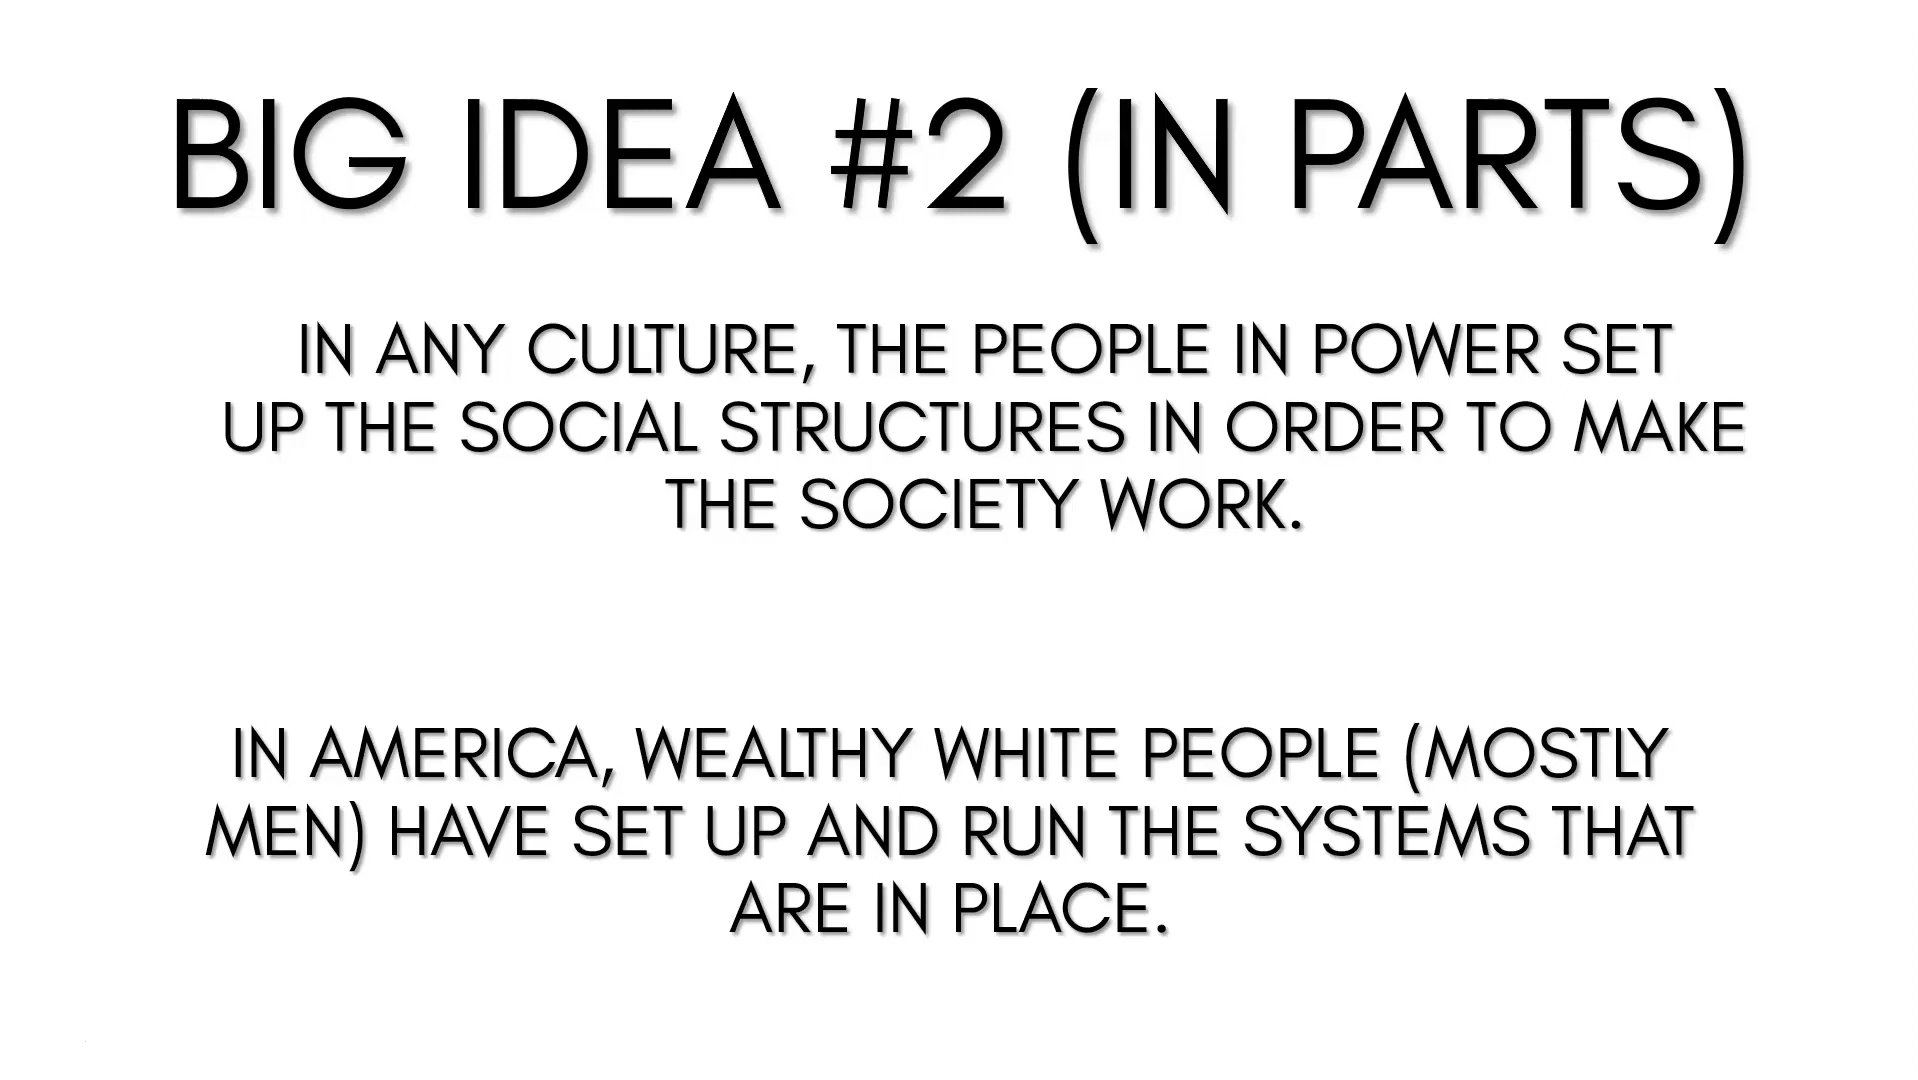 BIG IDEA #2 (IN PARTS)
IN ANY CULTURE, THE PEOPLE IN POWER SET
UP THE SOCIAL STRUCTURES IN ORDER TO MAKE
THE SOCIETY WORK.
IN AMERICA, WEALTHY WHITE PEOPLE (MOSTLY
MEN) HAVE SET UP AND RUN THE SYSTEMS THAT
ARE IN PLACE.